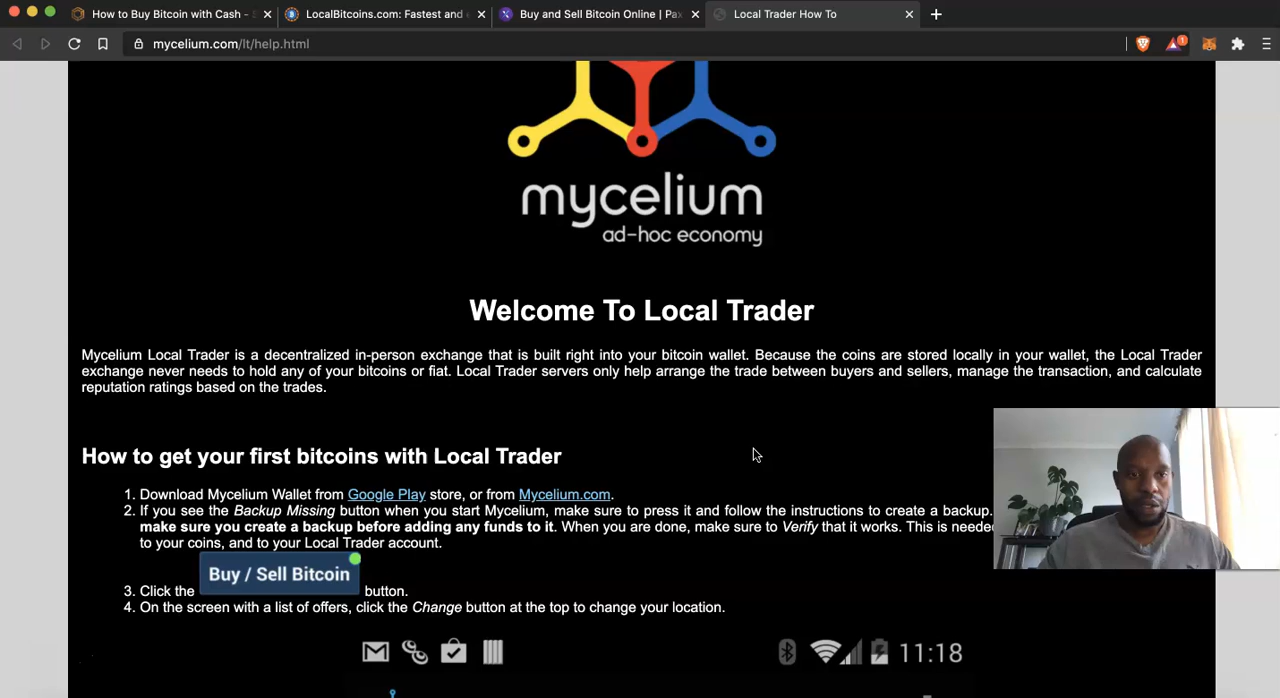 How to Buy Bitcoin with Cash -
LocalBitcoins.com: Fastest and
Buy and Sell Bitcoin Online | Pax
Local Trader How To
mycelium.com/lt/help.html
1
mycelium
ad-hoc economy
Welcome To Local Trader
Mycelium Local Trader is a decentralized in-person exchange that is built right into your bitcoin wallet. Because the coins are stored locally in your wallet, the Local Trader
exchange never needs to hold any of your bitcoins or fiat. Local Trader servers only help arrange the trade between buyers and sellers, manage the transaction, and calculate
reputation ratings based on the trades.
How to get your first bitcoins with Local Trader
1. Download Mycelium Wallet from Google Play store, or from Mycelium.com.
2. If you see the Backup Missing button when you start Mycelium, make sure to press it and follow the instructions to create a backup.
make sure you create a backup before adding any funds to it. When you are done, make sure to Verify that it works. This is neede
to your coins, and to your Local Trader account.
Buy / Sell Bitcoin
3. Click the button.
4. On the screen with a list of offers, click the Change button at the top to change your location.
11:18